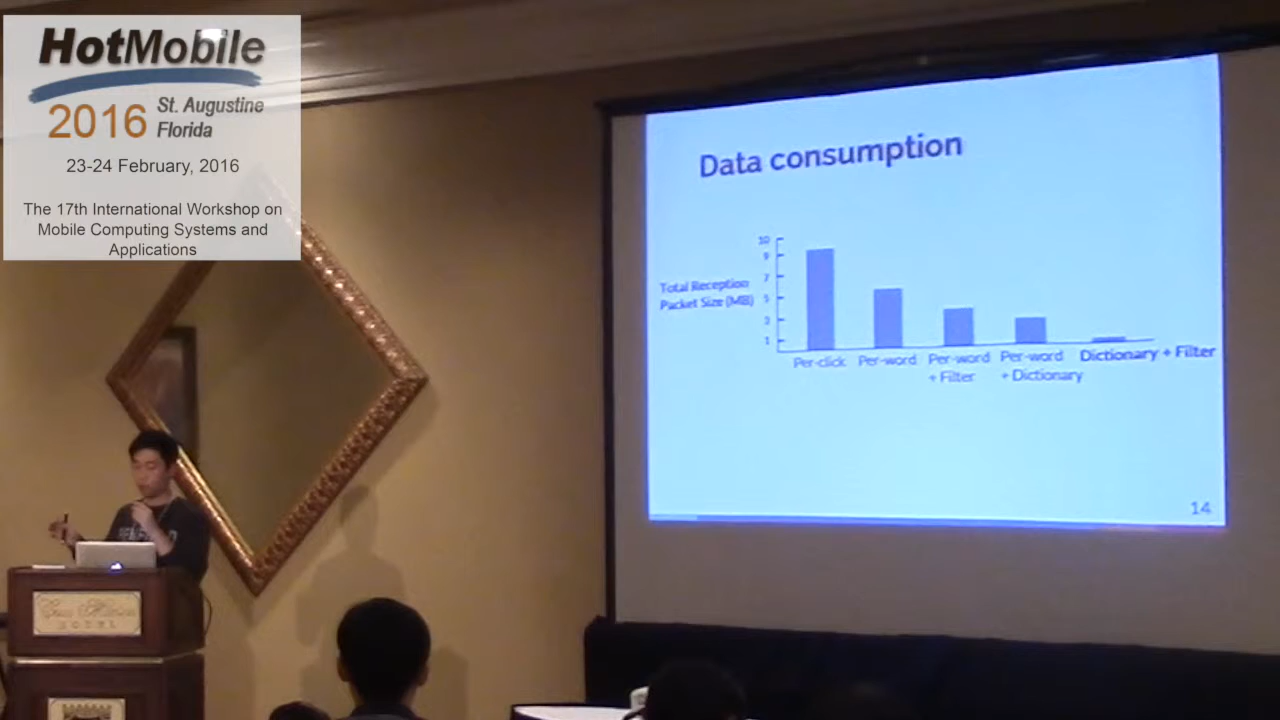 HotMobile
2016 St. Augustine
Florida
23-24 February, 2016
The 17th International Workshop on
Mobile Computing Systems and
Applications
Data consumption
Total Reception
Packet Size (MB)
10
9
7
5
3
1
Per-click
Per-word
Per-word
+ Filter
Per-word
+ Dictionary
Dictionary + Filter
14
HOTEL